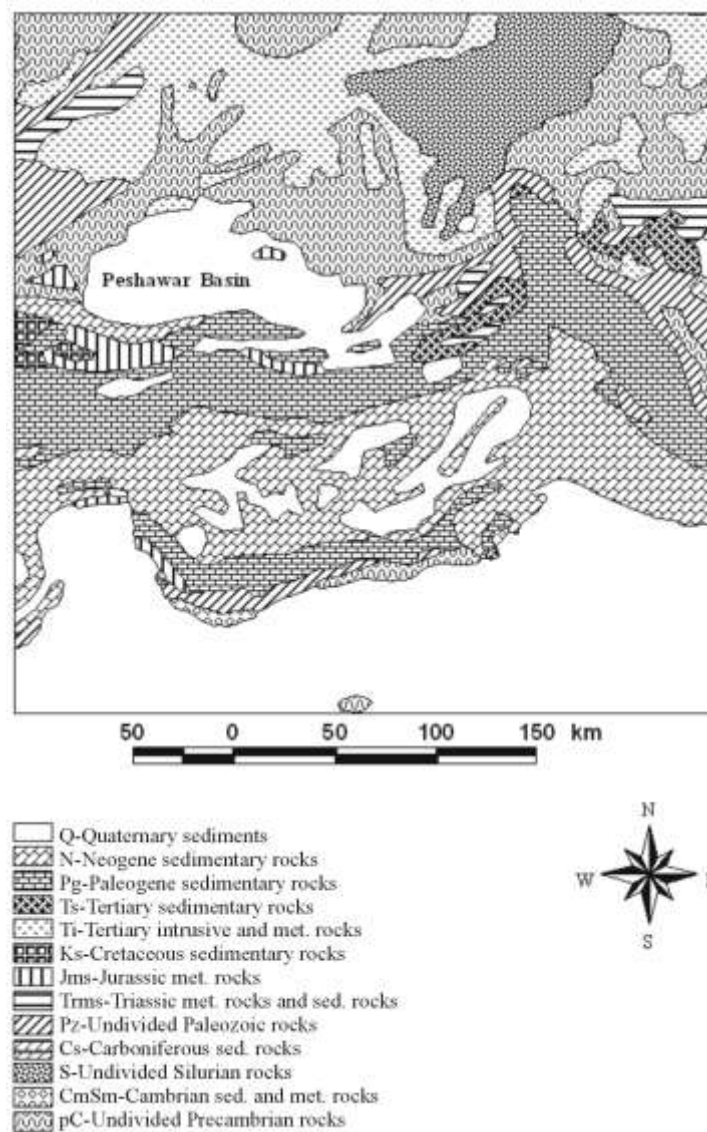 Peshawar Basin
50 0 50 100 150 km
N
W
S
Q-Quaternary sediments
N-Neogene sedimentary rocks
Pg-Paleogene sedimentary rocks
Ts-Tertiary sedimentary rocks
Ti-Tertiary intrusive and met. rocks
Ks-Cretaceous sedimentary rocks
Jms-Jurassic met. rocks
Trms-Triassic met. rocks and sed. rocks
Pz-Undivided Paleozoic rocks
Cs-Carboniferous sed. rocks
S-Undivided Silurian rocks
CmSm-Cambrian sed. and met. rocks
pC-Undivided Precambrian rocks